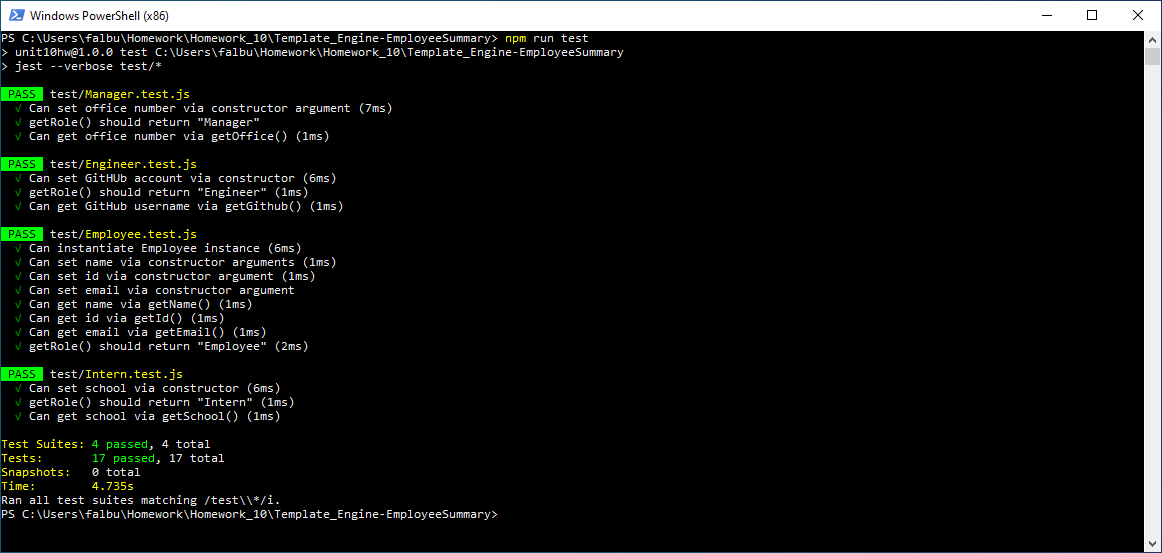 Windows PowerShell (x86)
PS C:\Users\falbu\Homework\Homework_10\Template_Engine-EmployeeSummary> npm run test
> unit10hw@1.0.0 test C:\Users\falbu\Homework\Homework_10\Template_Engine-EmployeeSummary
> jest --verbose test/*
PASS test/Manager.test.js
√ Can set office number via constructor argument (7ms)
√ getRole() should return "Manager"
√ Can get office number via getOffice() (1ms)
PASS test/Engineer.test.js
√ Can set GitHUb account via constructor (6ms)
√ getRole() should return "Engineer" (1ms)
√ Can get GitHub username via getGithub() (1ms)
PASS test/Employee.test.js
√ Can instantiate Employee instance (6ms)
√ Can set name via constructor arguments (1ms)
√ Can set id via constructor argument (1ms)
√ Can set email via constructor argument
√ Can get name via getName() (1ms)
√ Can get id via getId() (1ms)
√ Can get email via getEmail() (1ms)
√ getRole() should return "Employee" (2ms)
PASS test/Intern.test.js
√ Can set school via constructor (6ms)
√ getRole() should return "Intern" (1ms)
√ Can get school via getSchool() (1ms)
Test Suites: 4 passed, 4 total
Tests: 17 passed, 17 total
Snapshots: 0 total
Time: 4.735s
Ran all test suites matching /test\\*/i.
PS C:\Users\falbu\Homework\Homework_10\Template_Engine-EmployeeSummary>